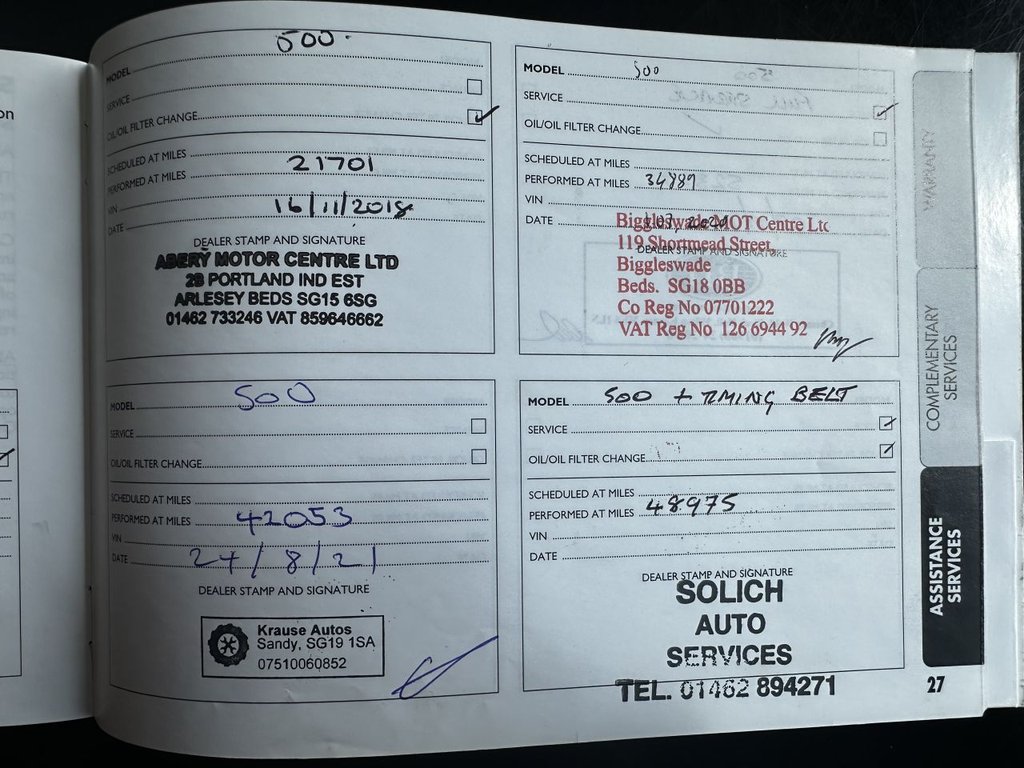 on
MODEL 500
SERVICE
OIL/OIL FILTER CHANGE
SCHEDULED AT MILES
PERFORMED AT MILES 21701
VIN
DATE 16/11/2018
DEALER STAMP AND SIGNATURE
ABERY MOTOR CENTRE LTD
2B PORTLAND IND EST
ARLESEY BEDS SG15 6SG
01462 733246 VAT 859646662
MODEL 500
SERVICE
OIL/OIL FILTER CHANGE
SCHEDULED AT MILES
PERFORMED AT MILES 34889
VIN
DATE
Biggleswade MOT Centre Ltd
DEALER STAMP AND SIGNATURE
119 Shortmead Street,
Biggleswade
Beds. SG18 0BB
Co Reg No 07701222
VAT Reg No 126 6944 92
MODEL 500
SERVICE
OIL/OIL FILTER CHANGE
SCHEDULED AT MILES
PERFORMED AT MILES 42053
VIN
DATE 24/8/21
DEALER STAMP AND SIGNATURE
Krause Autos
Sandy, SG19 1SA
07510060852
MODEL 500 + TIMING BELT
SERVICE
OIL/OIL FILTER CHANGE
SCHEDULED AT MILES
PERFORMED AT MILES 48975
VIN
DATE
DEALER STAMP AND SIGNATURE
SOLICH
AUTO
SERVICES
TEL. 01462 894271
WARRANTY
COMPLEMENTARY
SERVICES
ASSISTANCE
SERVICES
27